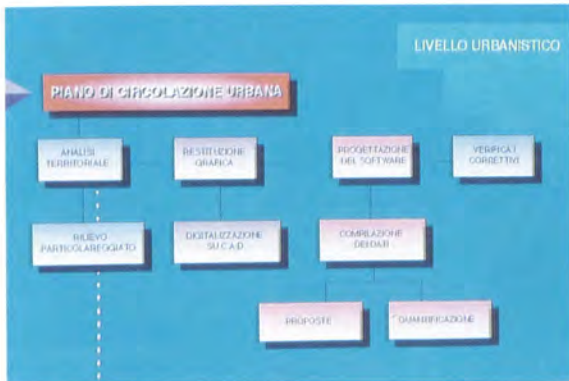 LIVELLO URBANISTICO
PIANO DI CIRCOLAZIONE URBANA
ANALISI
TERRITORIALE
RESTITUZIONE
GRAFICA
PROGETTAZIONE
DEL SOFTWARE
VERIFICA I
CORRETTIVI
RILIEVO
PARTICOLAREGGIATO
DIGITALIZZAZIONE
SU C.A.D.
COMPILAZIONE
DEI DATI
PROPOSTE
QUANTIFICAZIONE